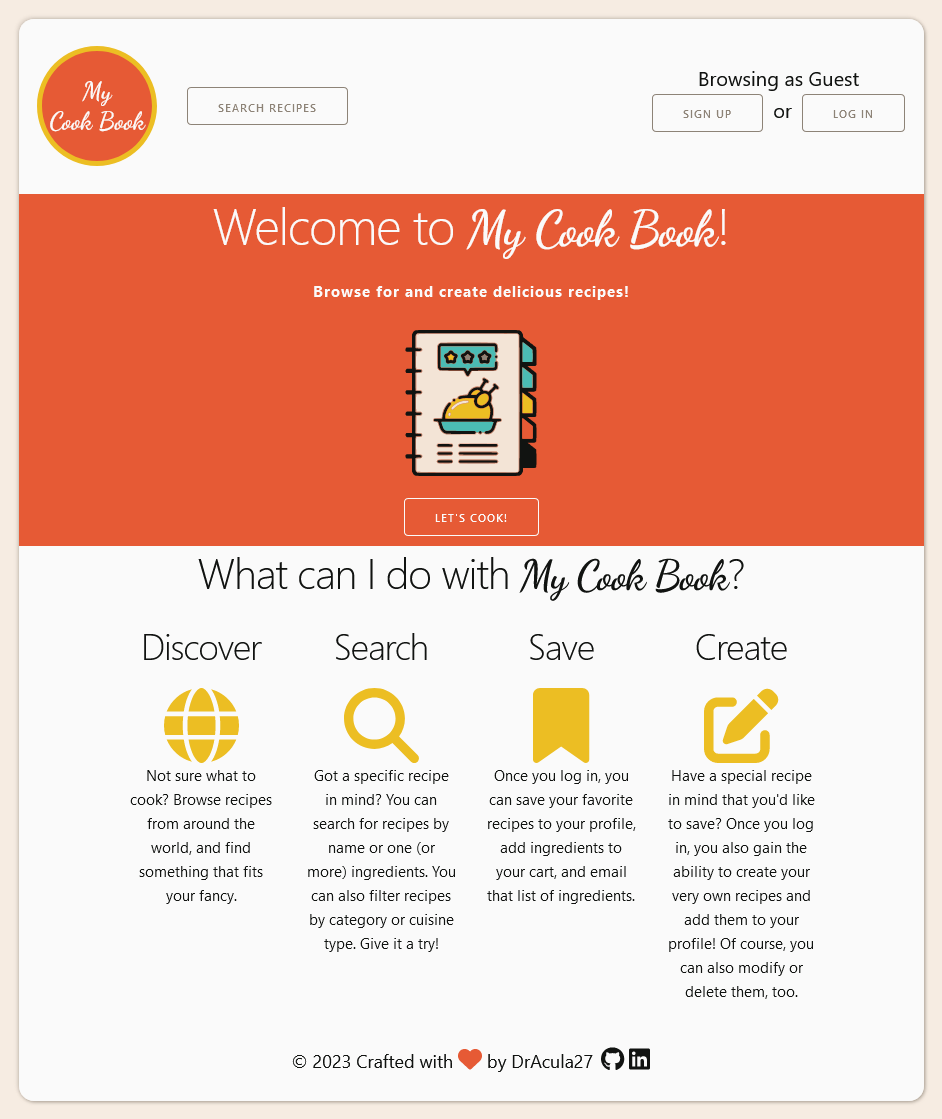 My
Cook Book
SEARCH RECIPES
Browsing as Guest
SIGN UP or LOG IN
Welcome to My Cook Book!
Browse for and create delicious recipes!
LET'S COOK!
What can I do with My Cook Book?
Discover
Not sure what to
cook? Browse recipes
from around the
world, and find
something that fits
your fancy.
Search
Got a specific recipe
in mind? You can
search for recipes by
name or one (or
more) ingredients. You
can also filter recipes
by category or cuisine
type. Give it a try!
Save
Once you log in, you
can save your favorite
recipes to your profile,
add ingredients to
your cart, and email
that list of ingredients.
Create
Have a special recipe
in mind that you'd like
to save? Once you log
in, you also gain the
ability to create your
very own recipes and
add them to your
profile! Of course, you
can also modify or
delete them, too.
© 2023 Crafted with by DrAcula27 in